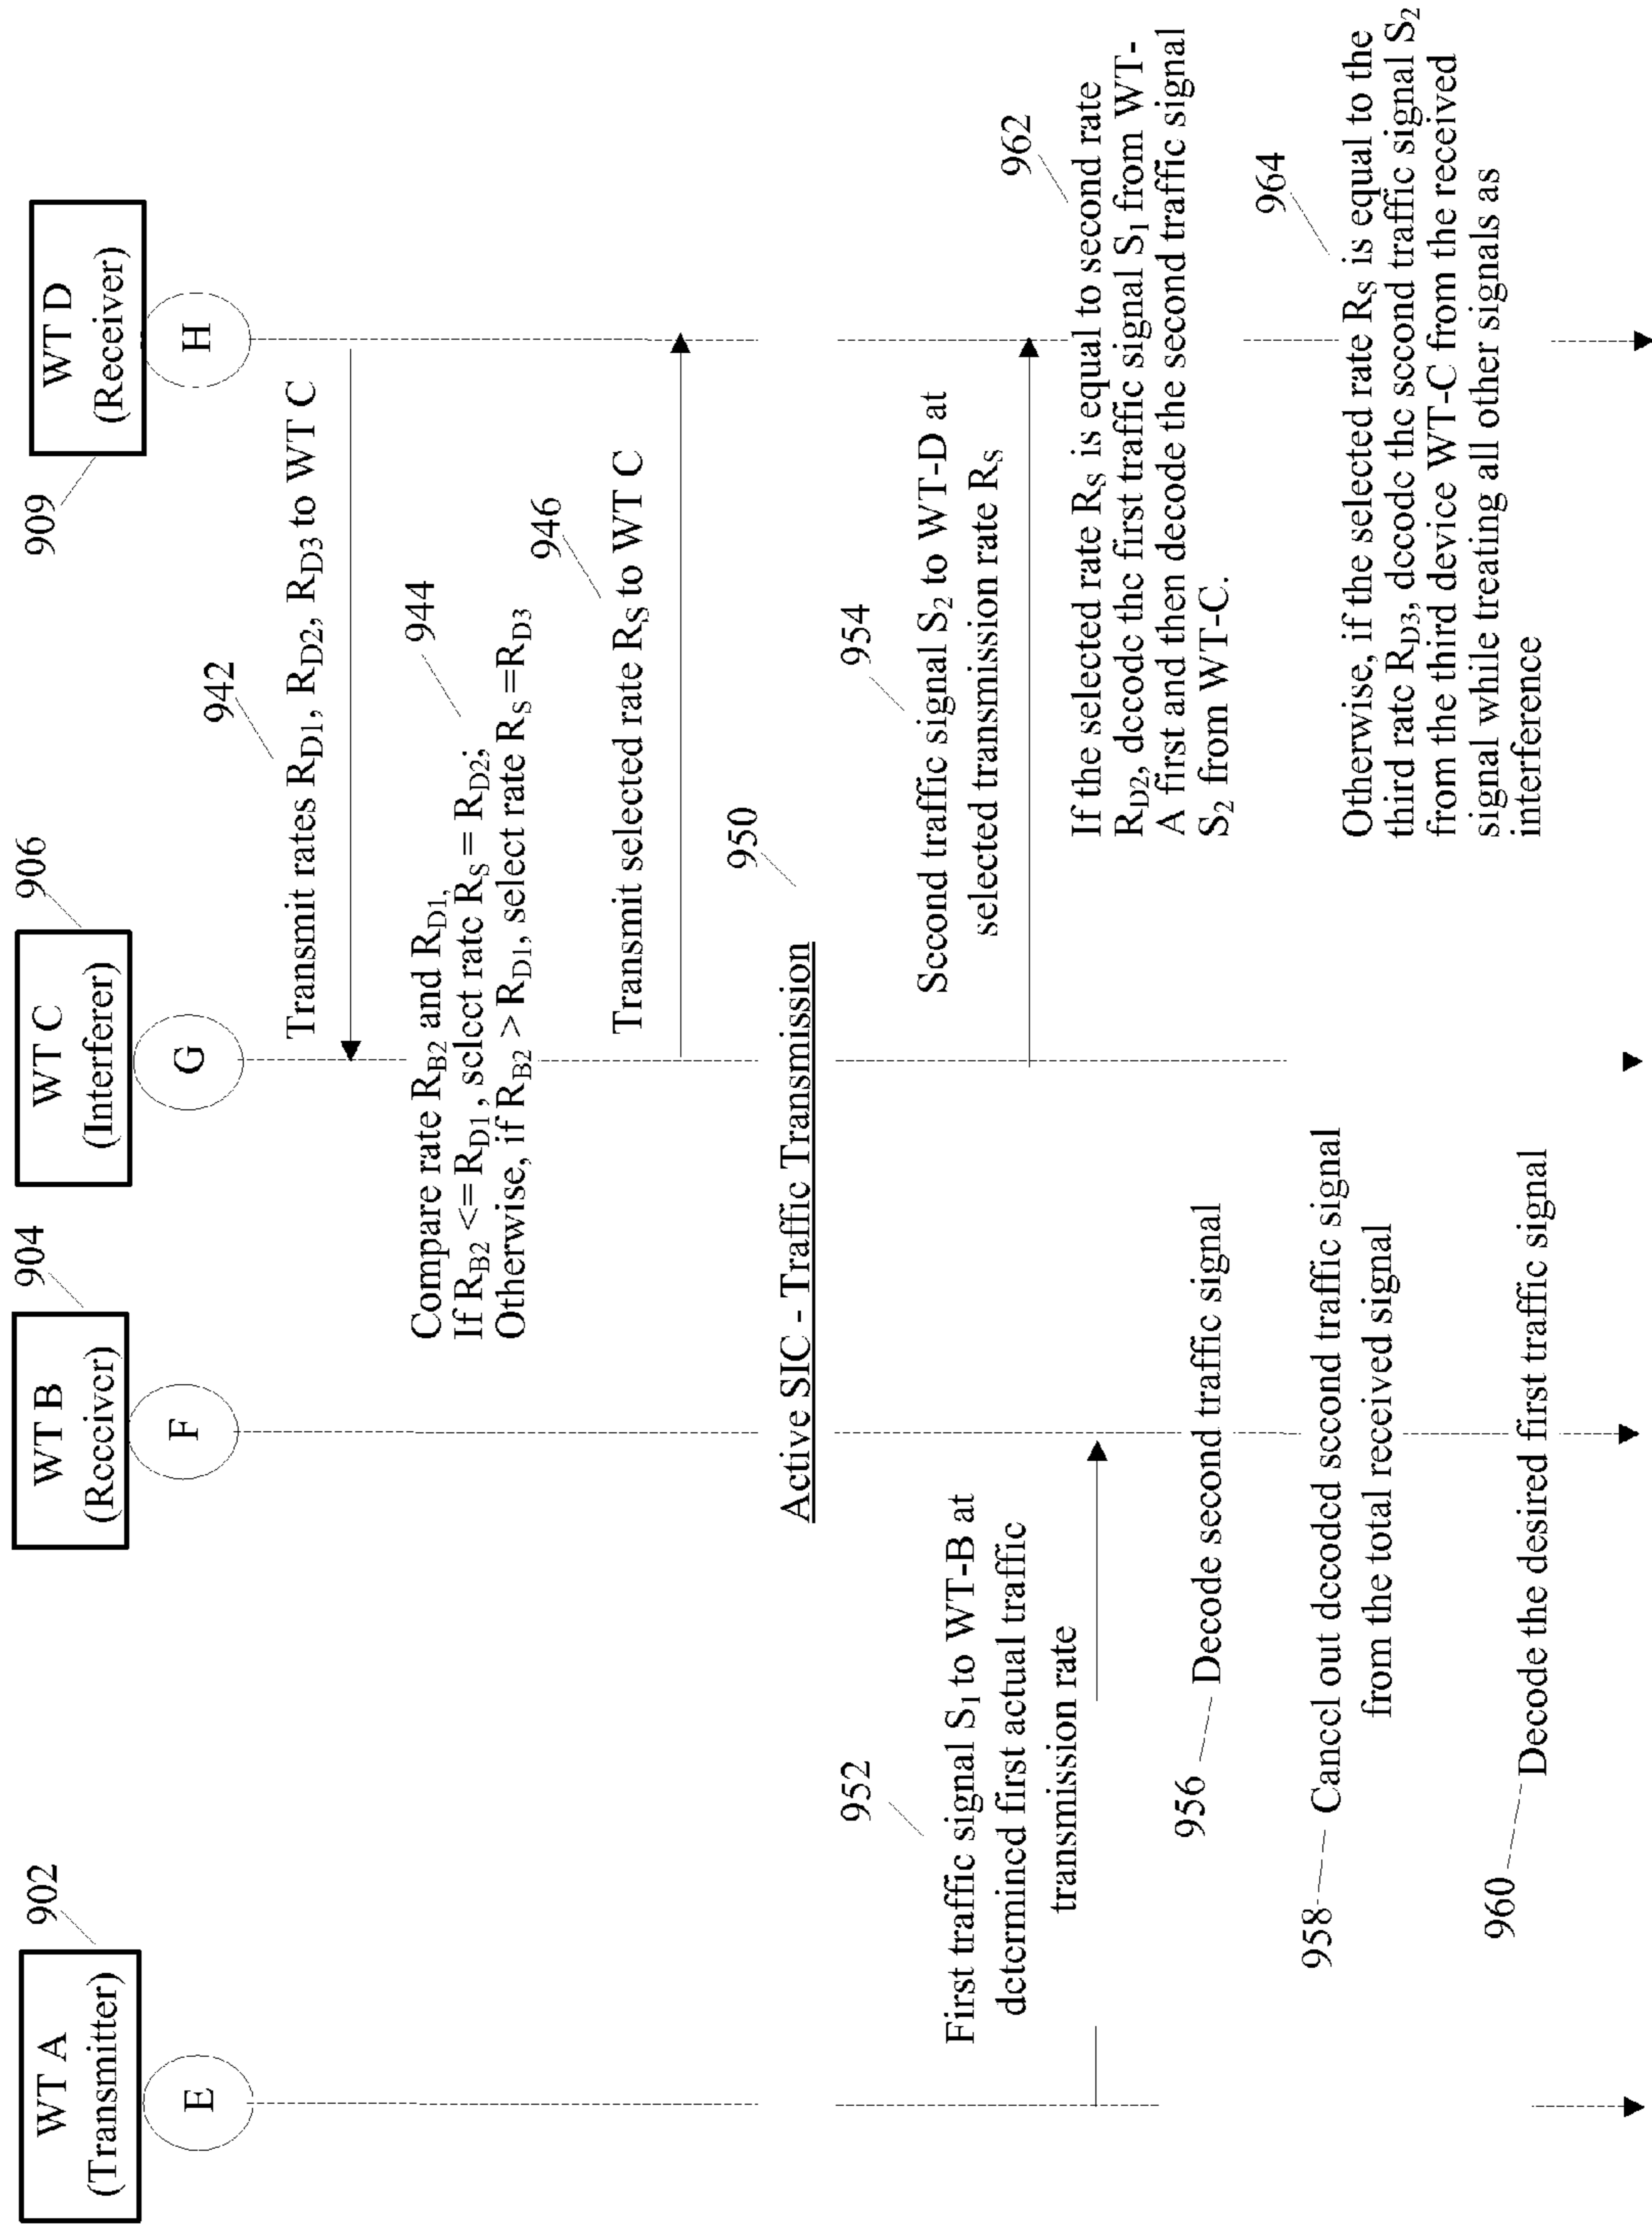 WT A
(Transmitter)
902
E
WT B
(Receiver)
904
F
WT C
(Interferer)
906
G
WT D
(Receiver)
909
H
942
Transmit rates R_D1, R_D2, R_D3 to WT C
944
Compare rate R_B2 and R_D1,
If R_B2 <= R_D1, select rate R_S = R_D2;
Otherwise, if R_B2 > R_D1, select rate R_S =R_D3
946
Transmit selected rate R_S to WT C
950
Active SIC - Traffic Transmission
952
First traffic signal S_1 to WT-B at
determined first actual traffic
transmission rate
954
Second traffic signal S_2 to WT-D at
selected transmission rate R_S
956
Decode second traffic signal
958
Cancel out decoded second traffic signal
from the total received signal
960
Decode the desired first traffic signal
962
If the selected rate R_S is equal to second rate
R_D2, decode the first traffic signal S_1 from WT-
A first and then decode the second traffic signal
S_2 from WT-C.
964
Otherwise, if the selected rate R_S is equal to the
third rate R_D3, decode the second traffic signal S_2
from the third device WT-C from the received
signal while treating all other signals as
interference